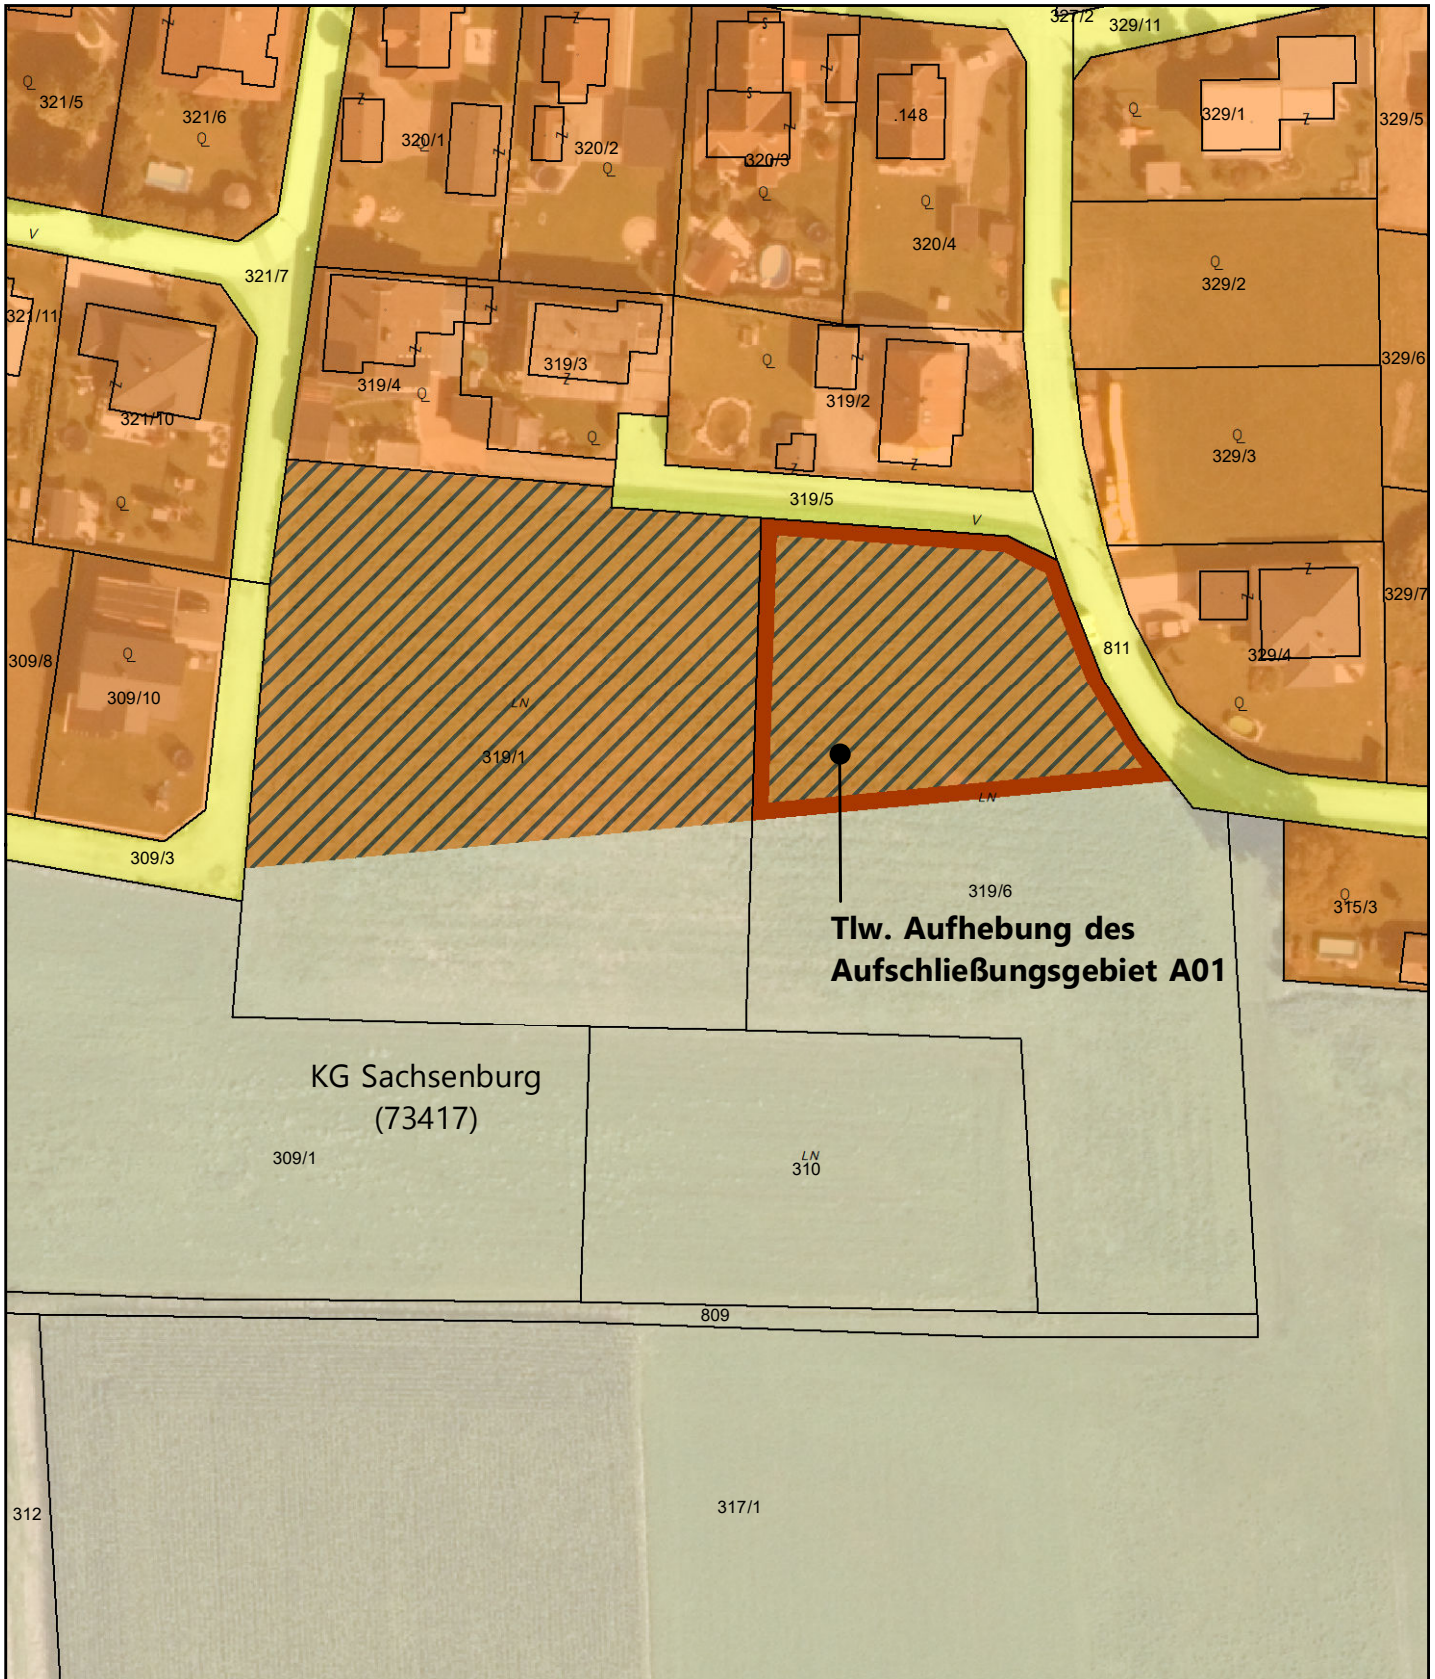 327/2
329/11
Q
321/5
Z
321/6
Q
Z
320/1
Q
Z
Z
Z
320/2
Q
S
S
Z
Z
320/3
Q
.148
Q
320/4
Q
329/1
Z
329/5
V
321/7
Q
329/2
321/11
Z
321/10
Q
Z
Z
319/4
Q
319/3
Z
Q
Q
Z
319/2
Z
Z
329/6
Q
329/3
319/5
V
309/8
Q
309/10
LN
319/1
811
Z
Z
329/4
Q
329/7
LN
309/3
319/6
Q
315/3
Tlw. Aufhebung des
Aufschließungsgebiet A01
KG Sachsenburg
(73417)
309/1
LN
310
809
312
317/1